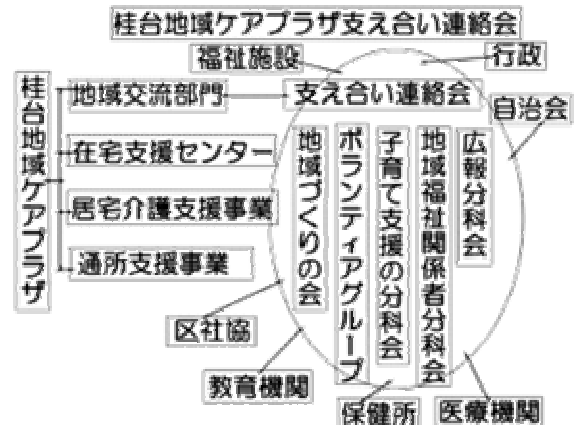 桂台地域ケアプラザ支え合い連絡会
福祉施設
行政
桂台地域ケアプラザ
地域交流部門
支え合い連絡会
自治会
在宅支援センター
居宅介護支援事業
通所支援事業
地域づくりの会
ボランティアグループ
子育て支援の分科会
地域福祉関係者分科会
広報分科会
区社協
教育機関
保健所
医療機関